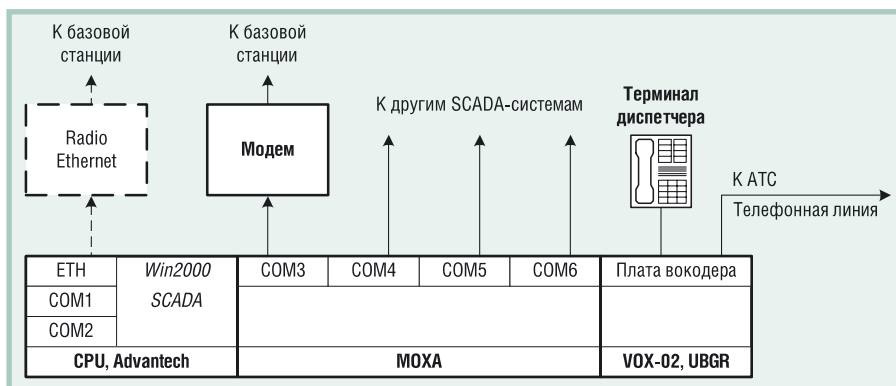 К базовой
станции
К базовой
станции
К другим SCADA-системам
Терминал
диспетчера
Radio
Ethernet
Модем
К АТС
Телефонная линия
ETH
Win2000
COM3
COM4
COM5
COM6
Плата вокодера
COM1
SCADA
COM2
CPU, Advantech
MOXA
VOX-02, UBGR